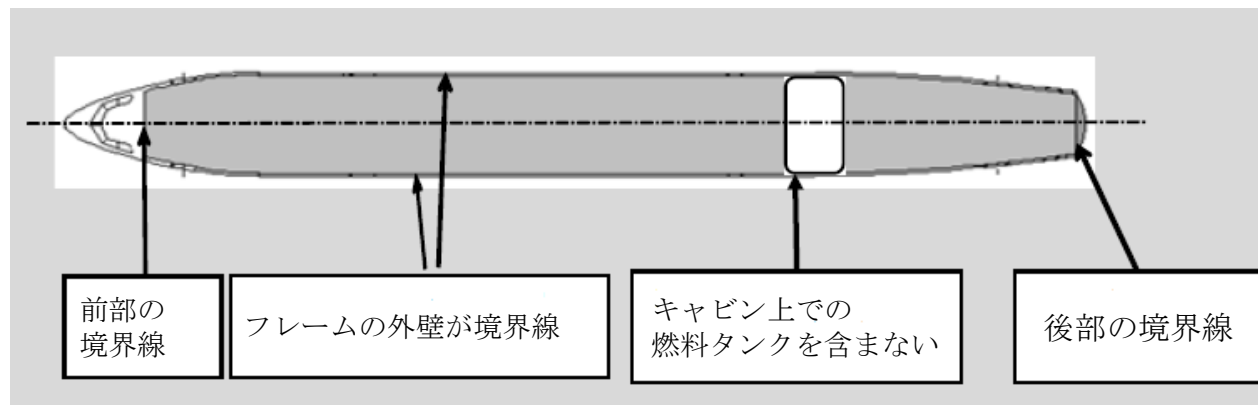 前部の
境界線
フレームの外壁が境界線
キャビン上での
燃料タンクを含まない
後部の境界線